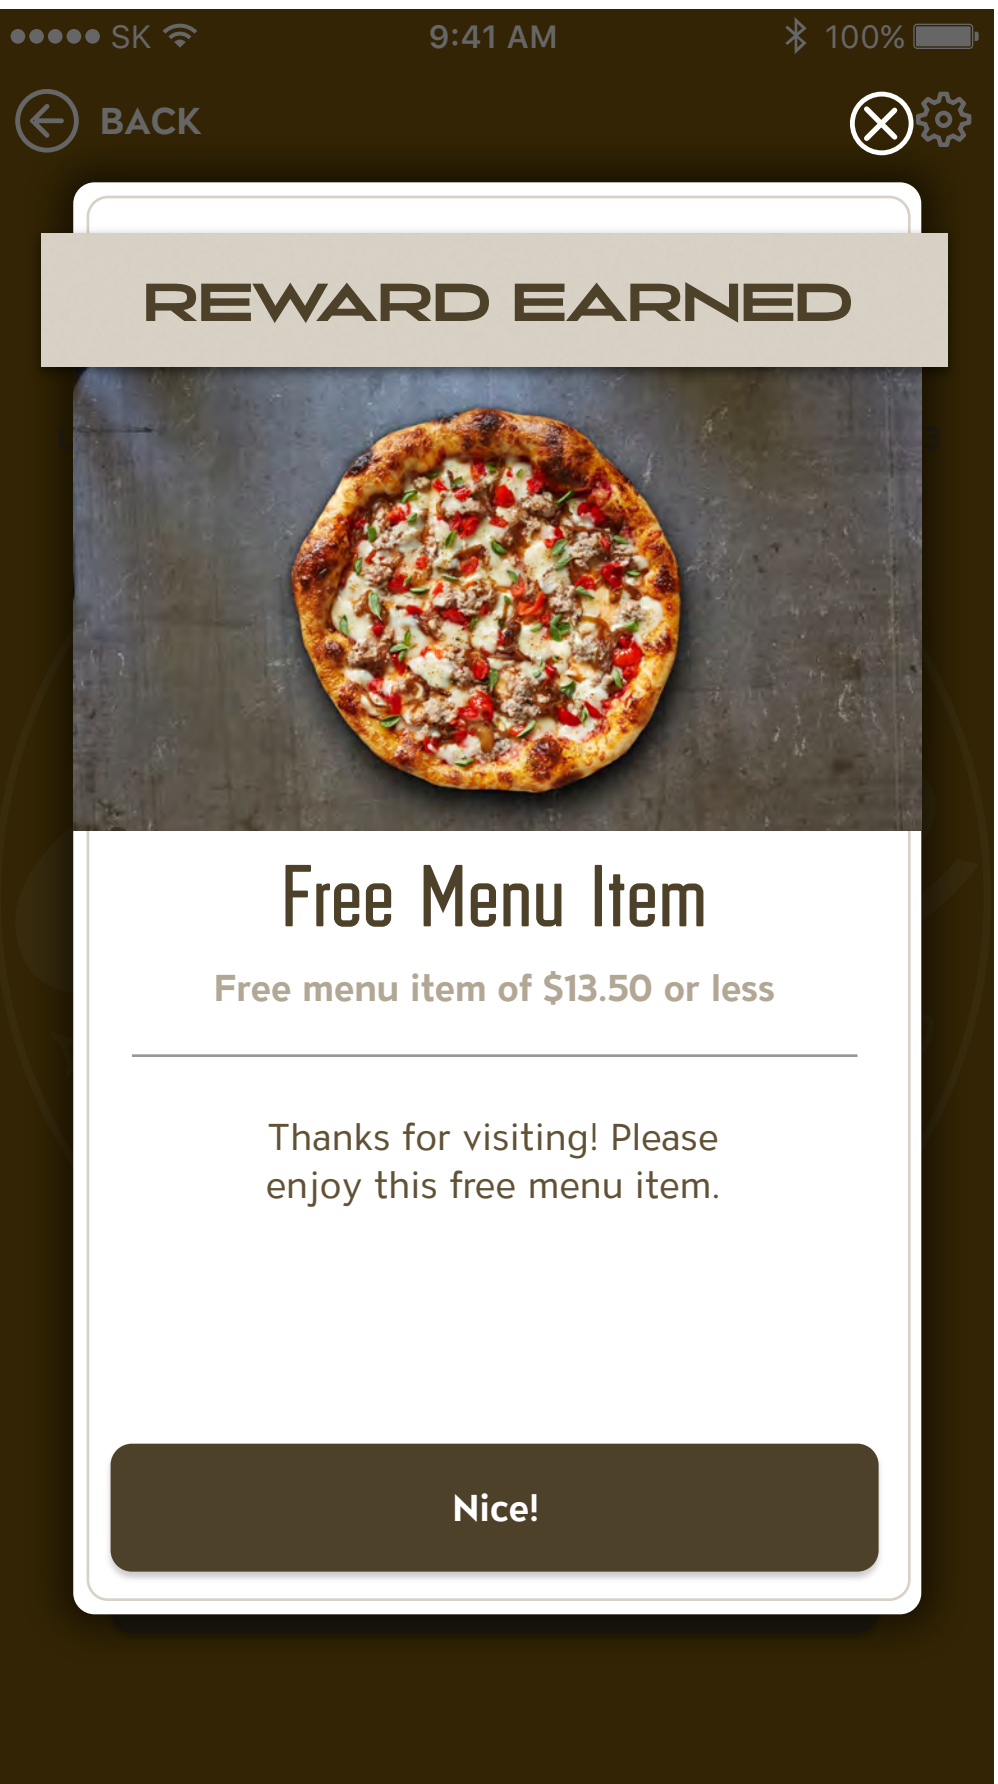 SK 9:41 AM 100%
BACK
REWARD EARNED
Free Menu Item
Free menu item of $13.50 or less
Thanks for visiting! Please
enjoy this free menu item.
Nice!